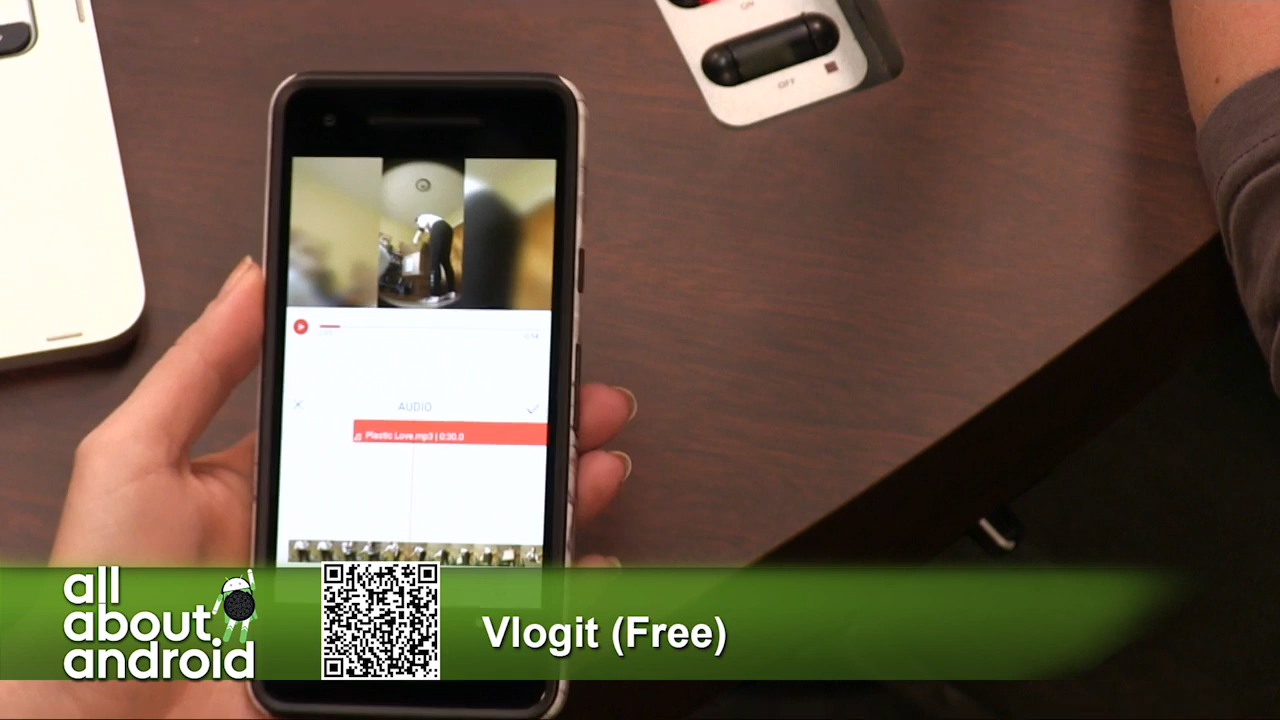 ON
OFF
AUDIO
Plastic Love.mp3 | 0:30.0
all
about
android
Vlogit (Free)